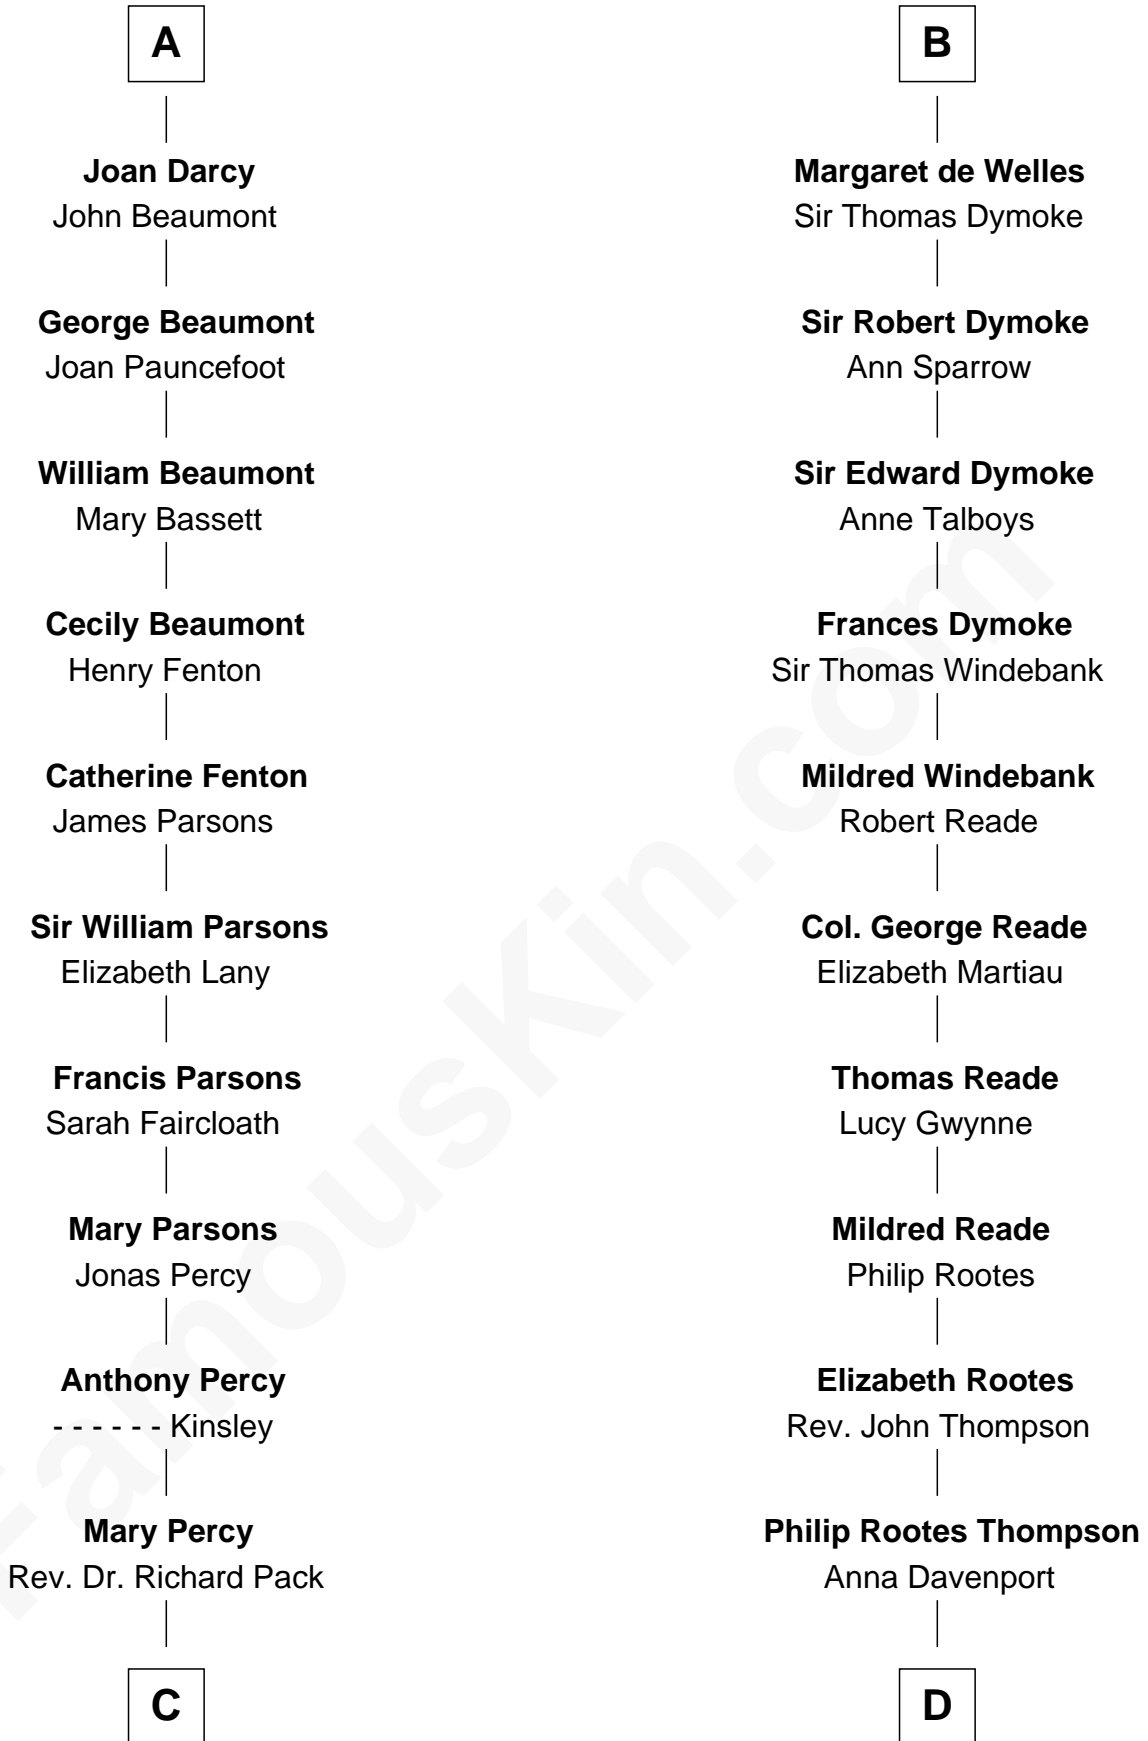 A
Joan Darcy
John Beaumont
George Beaumont
Joan Pauncefoot
William Beaumont
Mary Bassett
Cecily Beaumont
Henry Fenton
Catherine Fenton
James Parsons
Sir William Parsons
Elizabeth Lany
Francis Parsons
Sarah Faircloath
Mary Parsons
Jonas Percy
Anthony Percy
- - - - - - Kinsley
Mary Percy
Rev. Dr. Richard Pack
C
B
Margaret de Welles
Sir Thomas Dymoke
Sir Robert Dymoke
Ann Sparrow
Sir Edward Dymoke
Anne Talboys
Frances Dymoke
Sir Thomas Windebank
Mildred Windebank
Robert Reade
Col. George Reade
Elizabeth Martiau
Thomas Reade
Lucy Gwynne
Mildred Reade
Philip Rootes
Elizabeth Rootes
Rev. John Thompson
Philip Rootes Thompson
Anna Davenport
D
FamousKin.com